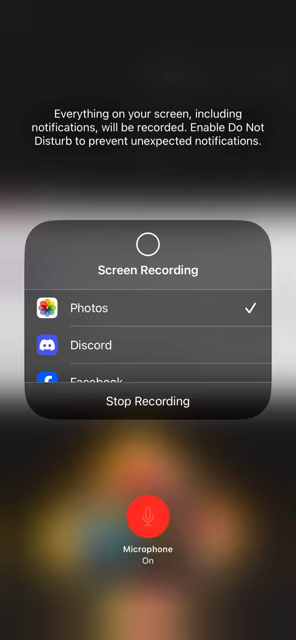 Everything on your screen, including
notifications, will be recorded. Enable Do Not
Disturb to prevent unexpected notifications.
Screen Recording
Photos
Discord
Facebook
Stop Recording
Microphone
On